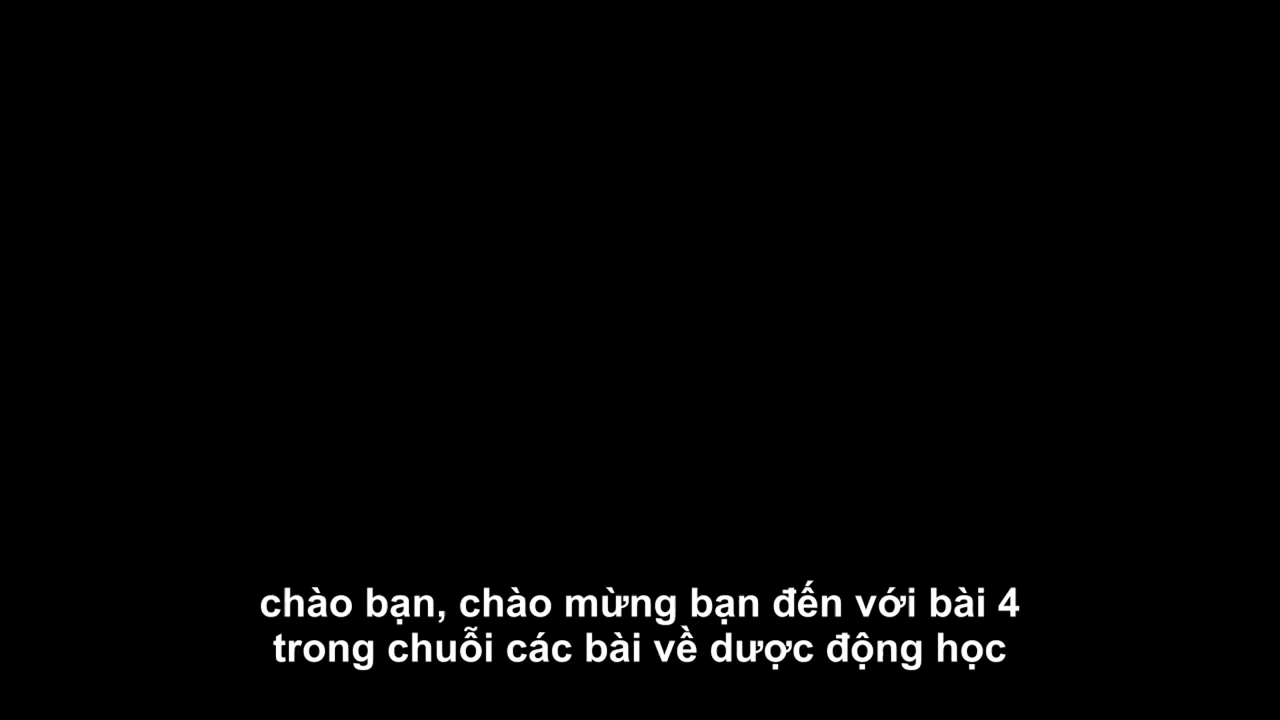 chào bạn, chào mừng bạn đến với bài 4
trong chuỗi các bài về dược động học